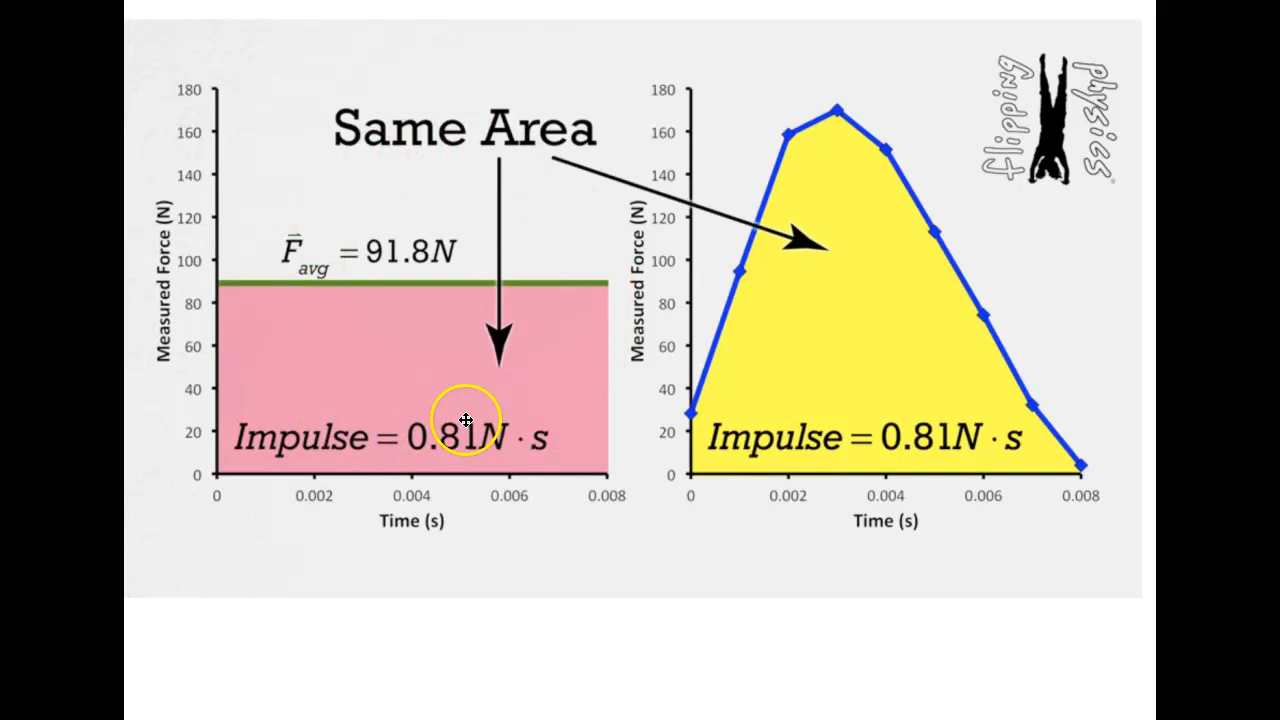 Same Area
F avg = 91.8N
Impulse = 0.81N · s
Measured Force (N)
180
160
140
120
100
80
60
40
20
0
0 0.002 0.004 0.006 0.008
Time (s)
flipping physics
Impulse = 0.81N · s
Measured Force (N)
180
160
140
120
100
80
60
40
20
0
0 0.002 0.004 0.006 0.008
Time (s)